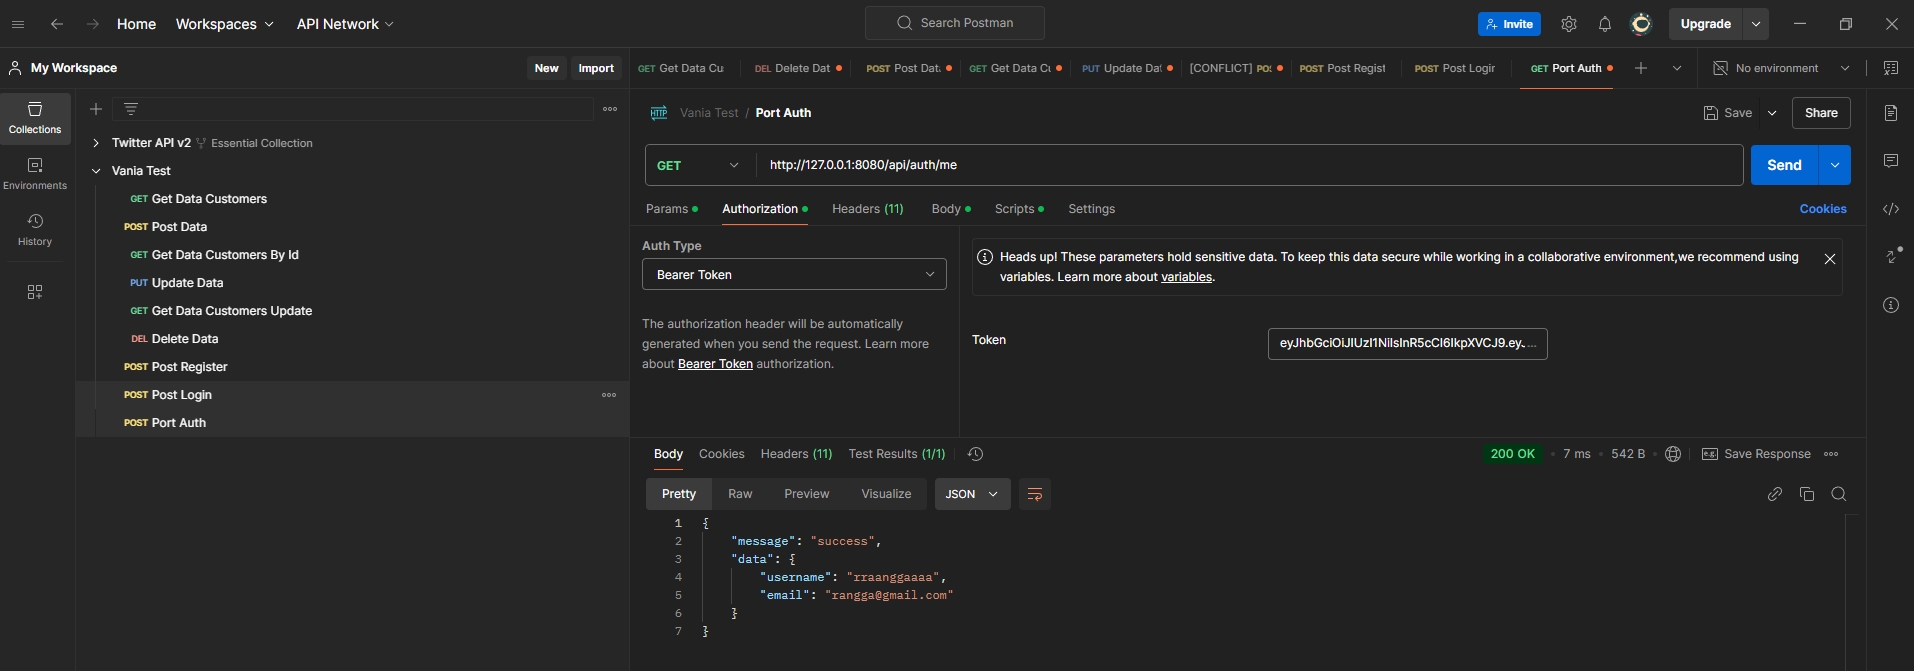 Home Workspaces API Network Search Postman Invite Upgrade
My Workspace New Import
GET Get Data Cu DEL Delete Dat POST Post Dat GET Get Data Cu PUT Update Dat [CONFLICT] POST Post Regist POST Post Login GET Port Auth No environment
Collections
Environments
History
Twitter API v2 Essential Collection
Vania Test
GET Get Data Customers
POST Post Data
GET Get Data Customers By Id
PUT Update Data
GET Get Data Customers Update
DEL Delete Data
POST Post Register
POST Post Login
POST Port Auth
HTTP Vania Test / Port Auth Save Share
GET http://127.0.0.1:8080/api/auth/me Send
Params Authorization Headers (11) Body Scripts Settings Cookies
Auth Type
Bearer Token
The authorization header will be automatically
generated when you send the request. Learn more
about Bearer Token authorization.
Heads up! These parameters hold sensitive data. To keep this data secure while working in a collaborative environment,we recommend using
variables. Learn more about variables.
Token
Body Cookies Headers (11) Test Results (1/1) 200 OK 7 ms 542 B e.g. Save Response
Pretty Raw Preview Visualize JSON
1 {
2 "message": "success",
3 "data": {
4 "username": "rraanggaaaa",
5 "email": "rangga@gmail.com"
6 }
7 }